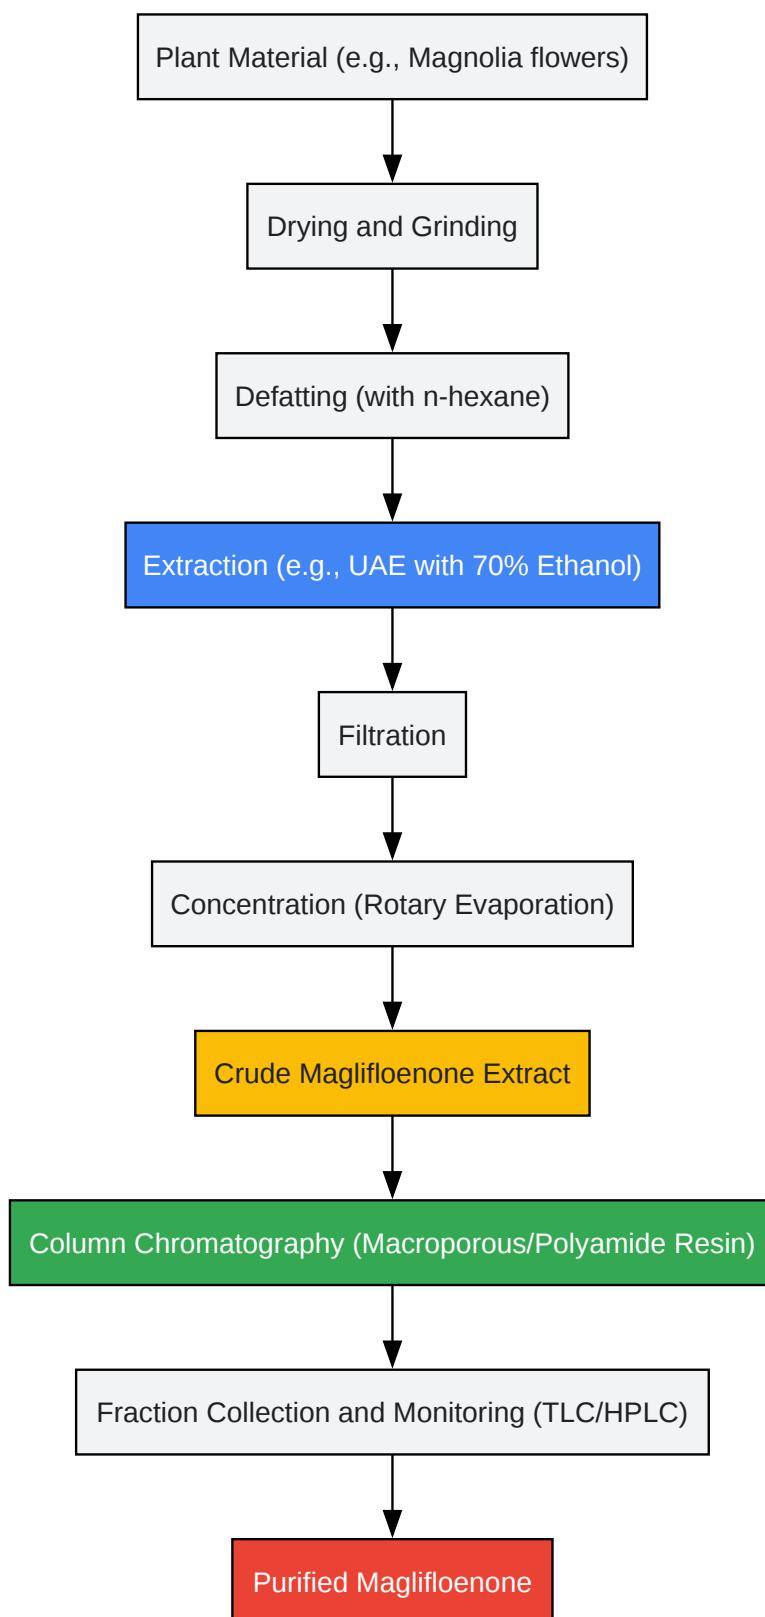 Plant Material (e.g., Magnolia flowers)
Drying and Grinding
Defatting (with n-hexane)
Extraction (e.g., UAE with 70% Ethanol)
Filtration
Concentration (Rotary Evaporation)
Crude Maglifloenone Extract
Column Chromatography (Macroporous/Polyamide Resin)
Fraction Collection and Monitoring (TLC/HPLC)
Purified Maglifloenone